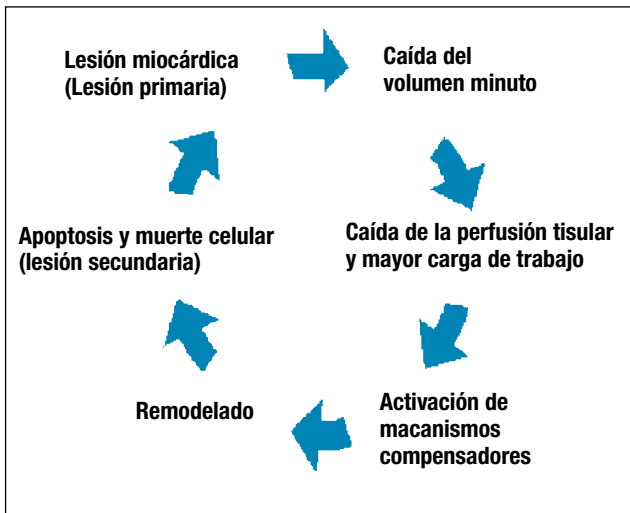 Lesión miocárdica
(Lesión primaria)
Caída del
volumen minuto
Caída de la perfusión tisular
y mayor carga de trabajo
Activación de
macanismos
compensadores
Remodelado
Apoptosis y muerte celular
(lesión secundaria)